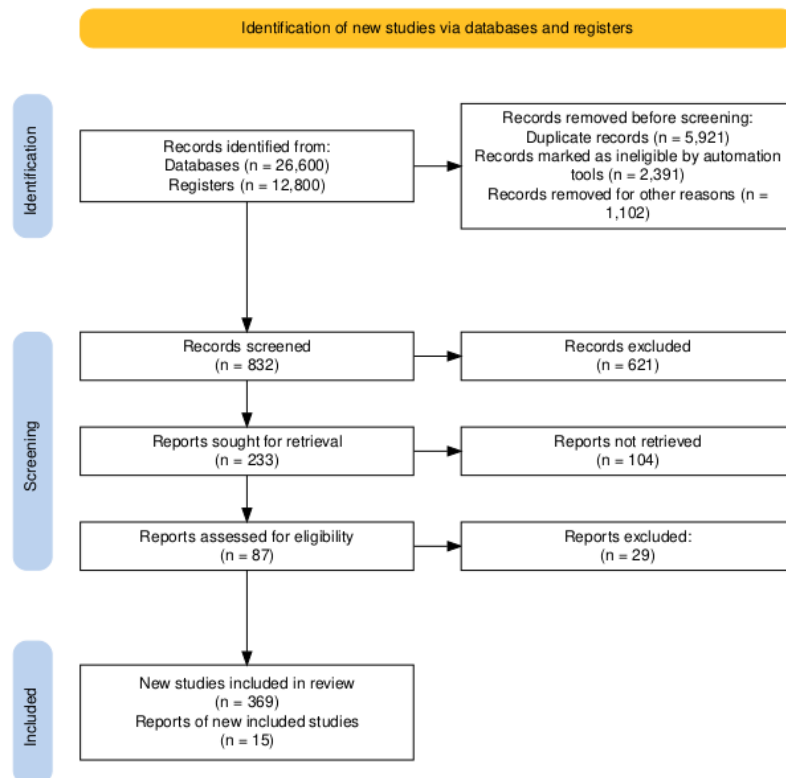 Identification of new studies via databases and registers
Identification
Records identified from:
Databases (n = 26,600)
Registers (n = 12,800)
Records removed before screening:
Duplicate records (n = 5,921)
Records marked as ineligible by automation
tools (n = 2,391)
Records removed for other reasons (n =
1,102)
Screening
Records screened
(n = 832)
Records excluded
(n = 621)
Reports sought for retrieval
(n = 233)
Reports not retrieved
(n = 104)
Reports assessed for eligibility
(n = 87)
Reports excluded:
(n = 29)
Included
New studies included in review
(n = 369)
Reports of new included studies
(n = 15)